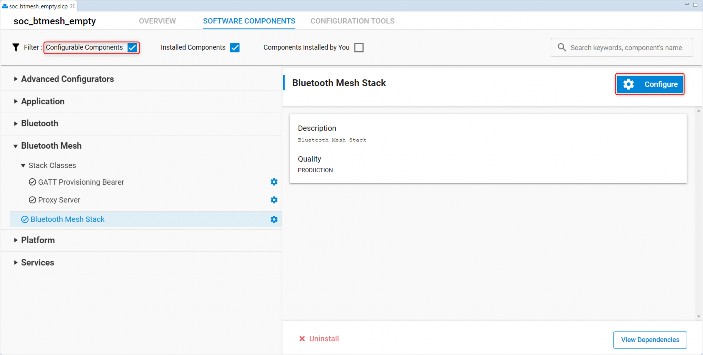 soc_btmesh_empty.slcp
soc_btmesh_empty OVERVIEW SOFTWARE COMPONENTS CONFIGURATION TOOLS
Filter : Configurable Components Installed Components Components Installed by You Search keywords, component's name
Advanced Configurators
Application
Bluetooth
Bluetooth Mesh
Stack Classes
GATT Provisioning Bearer
Proxy Server
Bluetooth Mesh Stack
Platform
Services
Bluetooth Mesh Stack Configure
Description
Bluetooth Mesh Stack
Quality
PRODUCTION
Uninstall View Dependencies